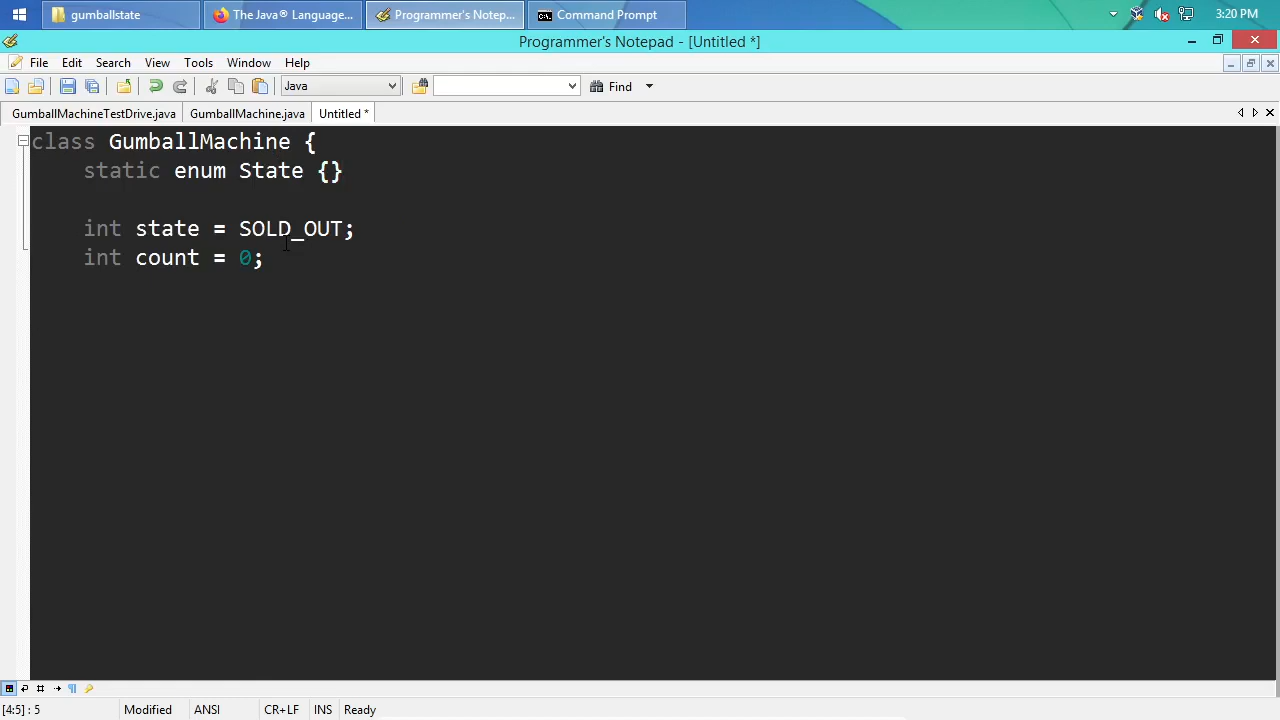 gumballstate
The Java® Language...
Programmer's Notep...
Command Prompt
3:20 PM
Programmer's Notepad - [Untitled *]
File Edit Search View Tools Window Help
Java
Find
GumballMachineTestDrive.java
GumballMachine.java
Untitled *
class GumballMachine {
static enum State {}
int state = SOLD_OUT;
int count = 0;
[4:5] : 5
Modified
ANSI
CR+LF
INS
Ready